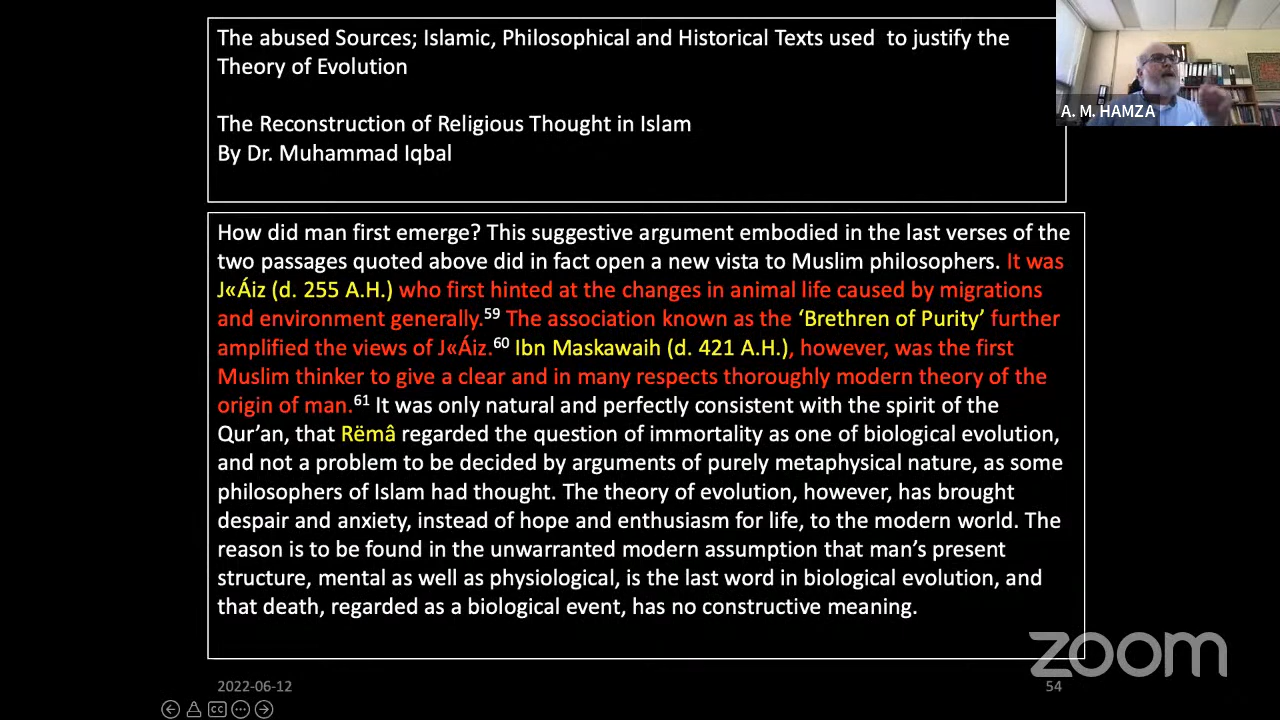 The abused Sources; Islamic, Philosophical and Historical Texts used to justify the
Theory of Evolution
The Reconstruction of Religious Thought in Islam
By Dr. Muhammad Iqbal
A. M. HAMZA
How did man first emerge? This suggestive argument embodied in the last verses of the
two passages quoted above did in fact open a new vista to Muslim philosophers. It was
J«Áiz (d. 255 A.H.) who first hinted at the changes in animal life caused by migrations
and environment generally.59 The association known as the ‘Brethren of Purity’ further
amplified the views of J«Áiz.60 Ibn Maskawaih (d. 421 A.H.), however, was the first
Muslim thinker to give a clear and in many respects thoroughly modern theory of the
origin of man.61 It was only natural and perfectly consistent with the spirit of the
Qur’an, that Rëmâ regarded the question of immortality as one of biological evolution,
and not a problem to be decided by arguments of purely metaphysical nature, as some
philosophers of Islam had thought. The theory of evolution, however, has brought
despair and anxiety, instead of hope and enthusiasm for life, to the modern world. The
reason is to be found in the unwarranted modern assumption that man’s present
structure, mental as well as physiological, is the last word in biological evolution, and
that death, regarded as a biological event, has no constructive meaning.
zoom
2022-06-12
54
CC